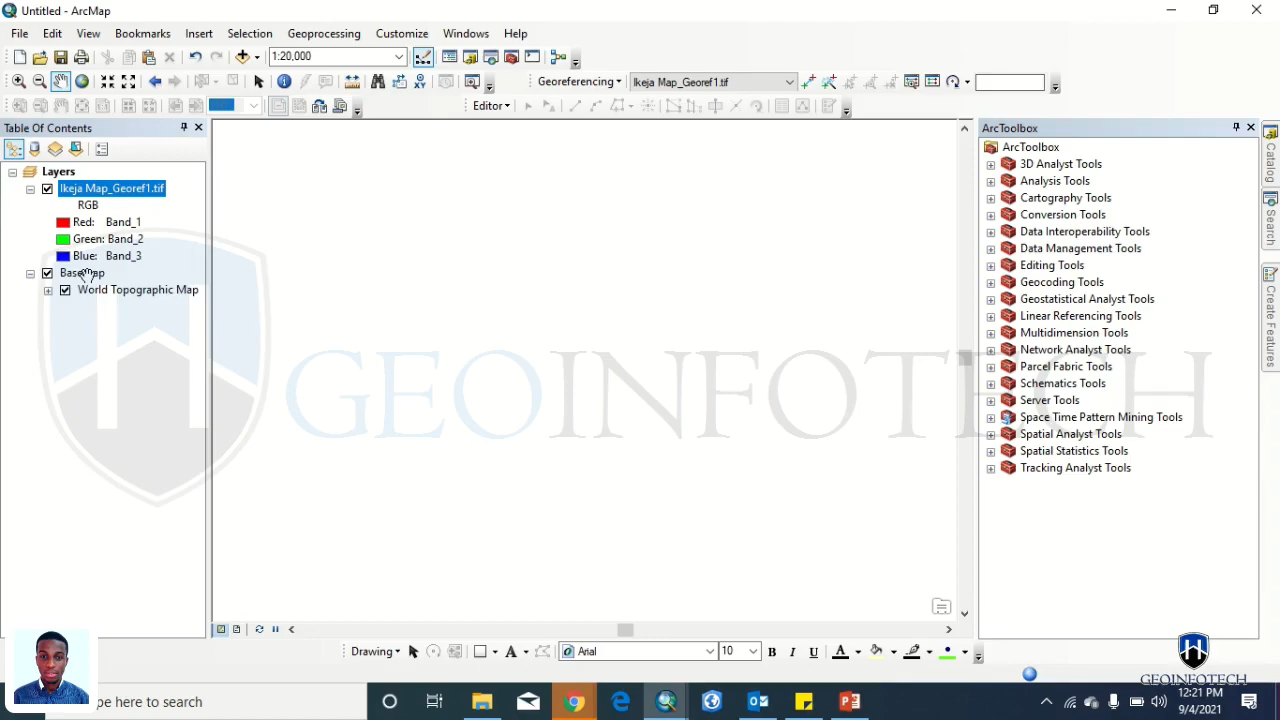 Untitled - ArcMap
File Edit View Bookmarks Insert Selection Geoprocessing Customize Windows Help
1:20,000
Georeferencing Ikeja Map_Georef1.tif
Editor
Table Of Contents
Layers
Ikeja Map_Georef1.tif
RGB
Red: Band_1
Green: Band_2
Blue: Band_3
Basemap
World Topographic Map
GEOINFOTECH
ArcToolbox
ArcToolbox
3D Analyst Tools
Analysis Tools
Cartography Tools
Conversion Tools
Data Interoperability Tools
Data Management Tools
Editing Tools
Geocoding Tools
Geostatistical Analyst Tools
Linear Referencing Tools
Multidimension Tools
Network Analyst Tools
Parcel Fabric Tools
Schematics Tools
Server Tools
Space Time Pattern Mining Tools
Spatial Analyst Tools
Spatial Statistics Tools
Tracking Analyst Tools
Catalog
Search
Create Features
Drawing Arial 10 B I U A
GEOINFOTECH
pe here to search
12:21 PM
9/4/2021